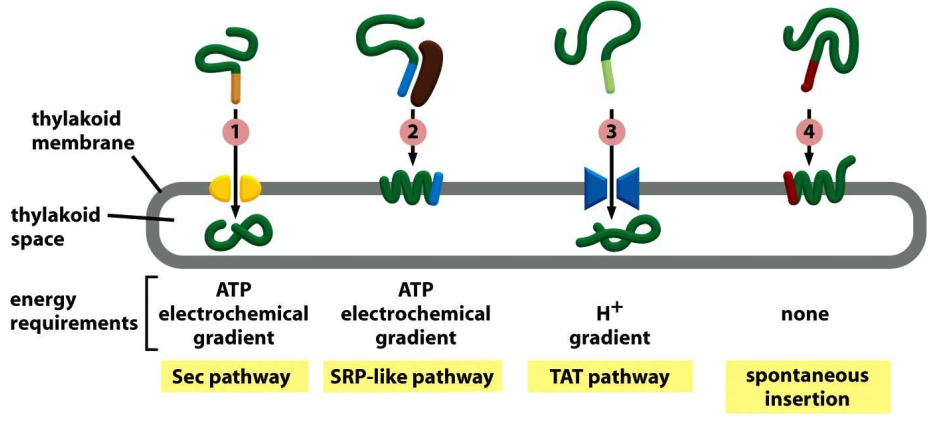 1
2
3
4
thylakoid
membrane
thylakoid
space
energy
requirements
ATP
electrochemical
gradient
ATP
electrochemical
gradient
H+
gradient
none
Sec pathway
SRP-like pathway
TAT pathway
spontaneous
insertion